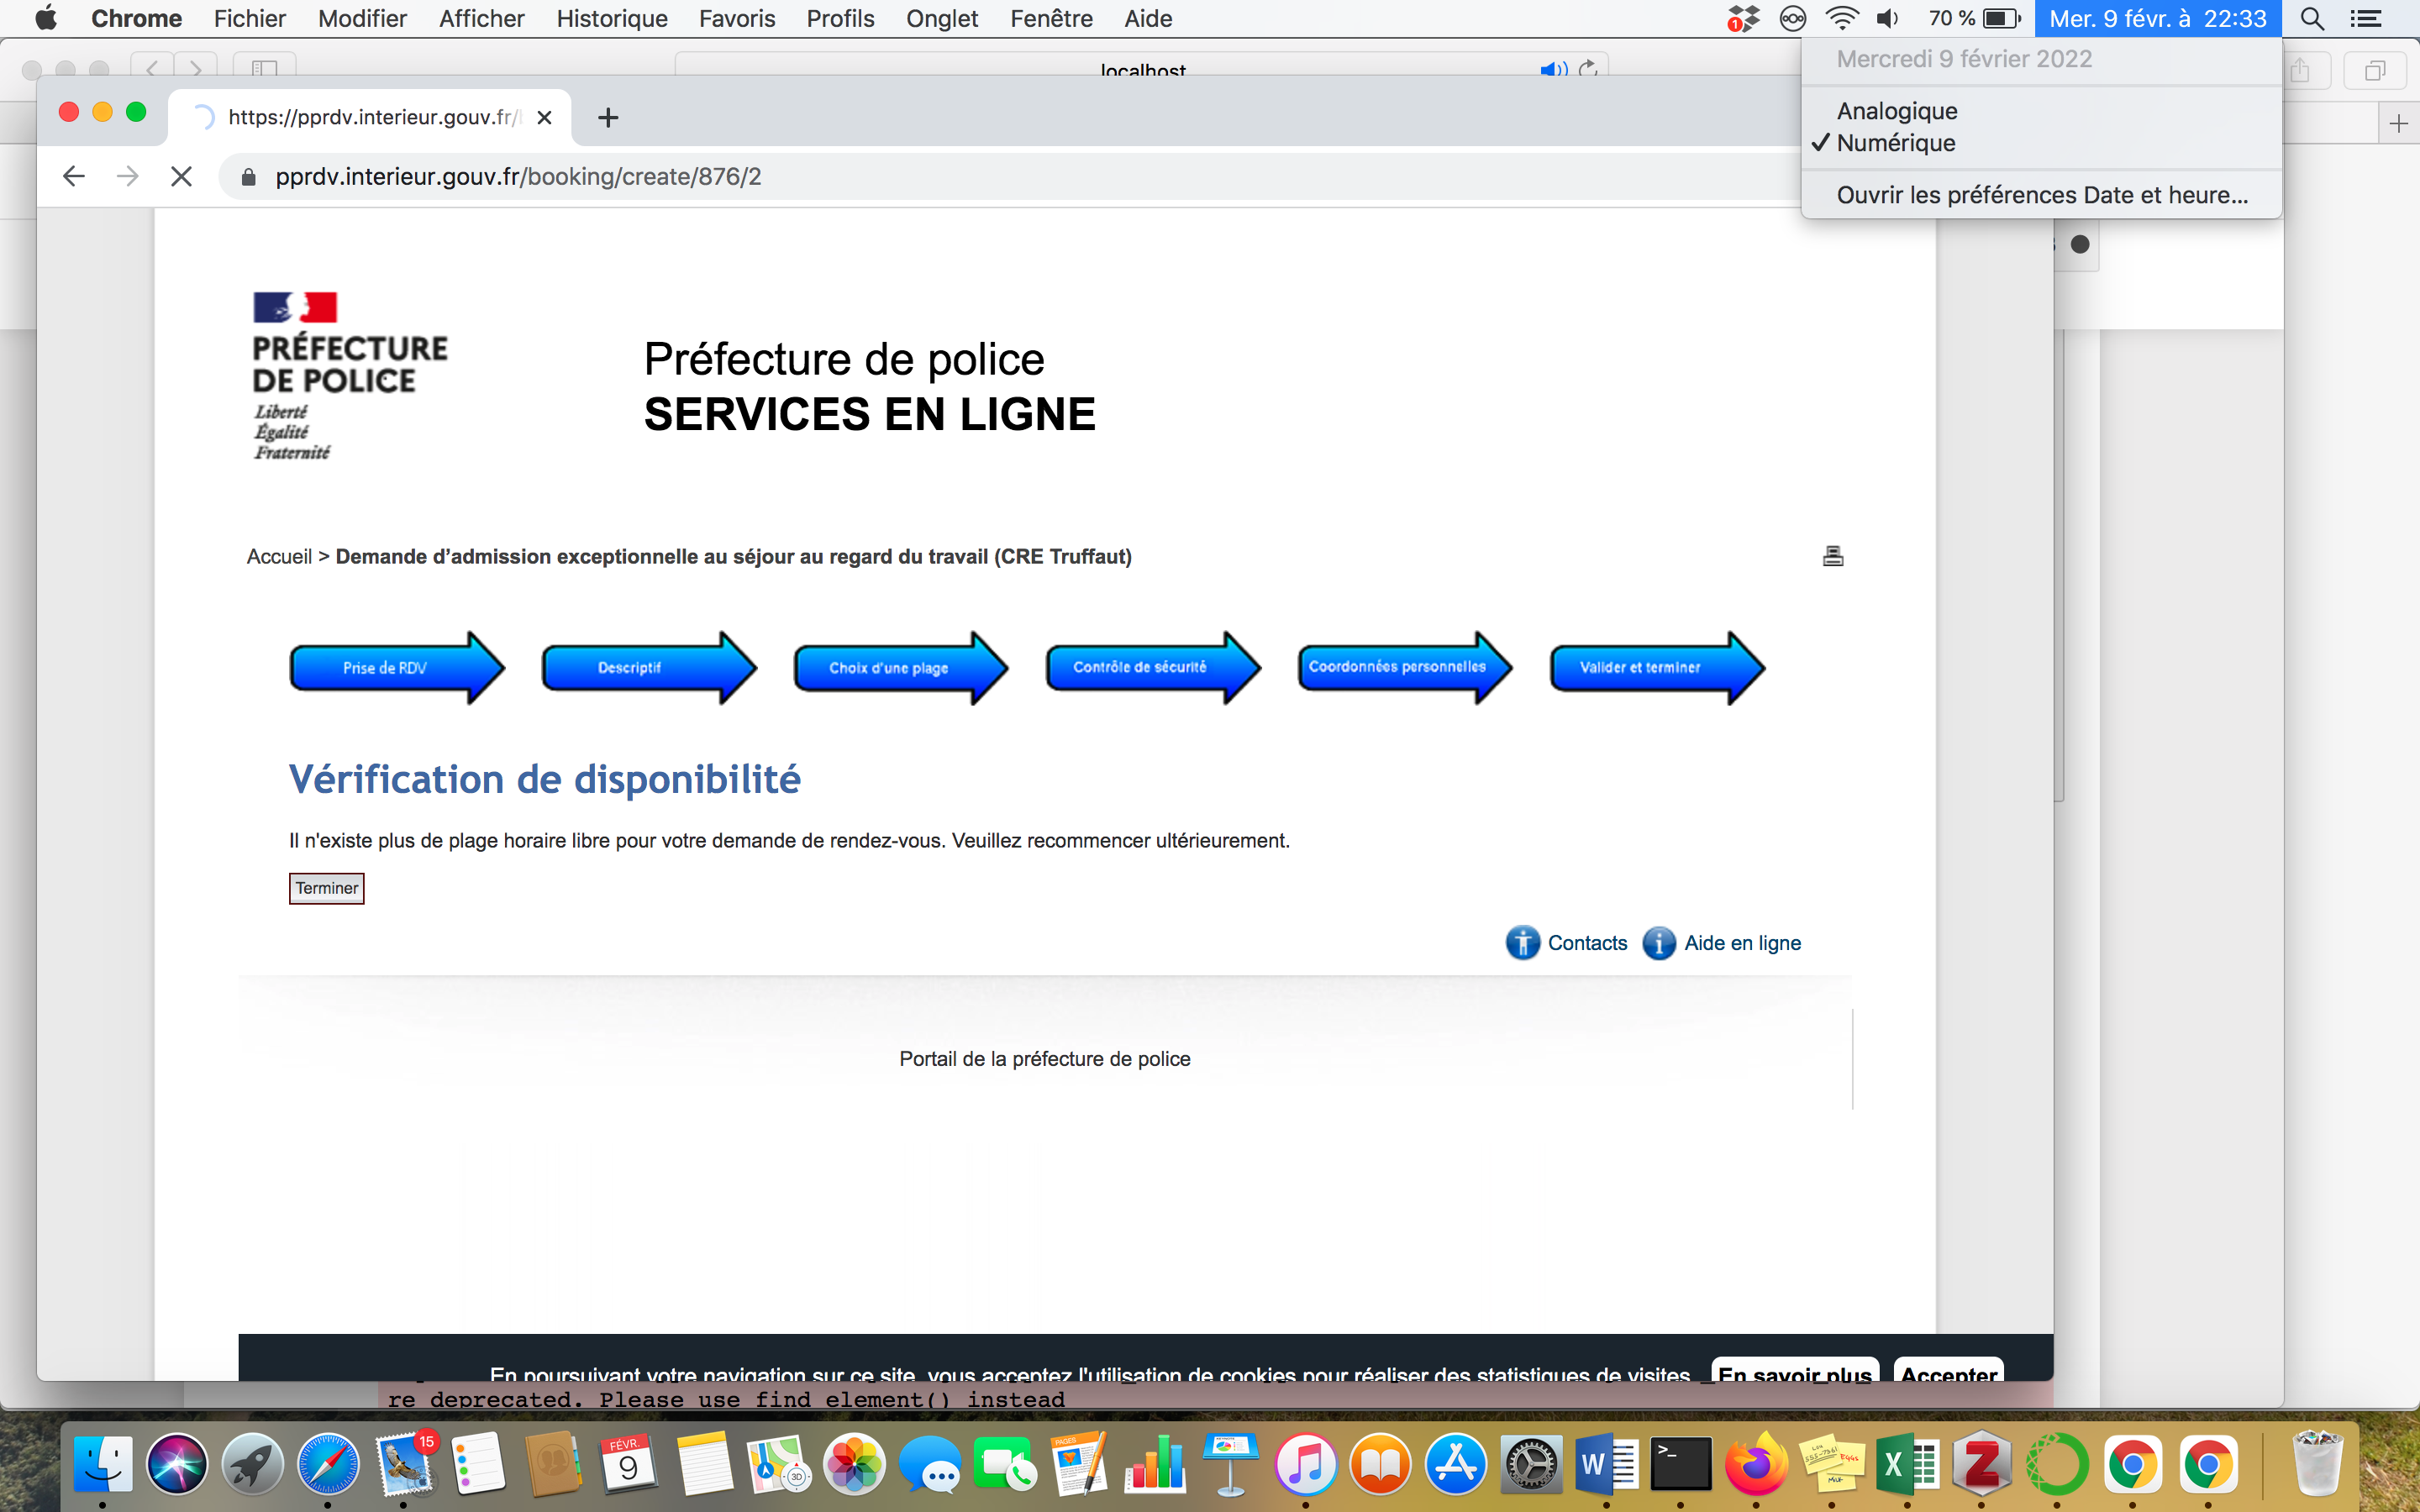 Chrome Fichier Modifier Afficher Historique Favoris Profils Onglet Fenêtre Aide
1
70 %
Mer. 9 févr. à 22:33
localhost
Mercredi 9 février 2022
Analogique
✓ Numérique
Ouvrir les préférences Date et heure...
https://pprdv.interieur.gouv.fr/
pprdv.interieur.gouv.fr/booking/create/876/2
PRÉFECTURE
DE POLICE
Liberté
Égalité
Fraternité
Préfecture de police
SERVICES EN LIGNE
Accueil > Demande d'admission exceptionnelle au séjour au regard du travail (CRE Truffaut)
Prise de RDV
Descriptif
Choix d'une plage
Contrôle de sécurité
Coordonnées personnelles
Valider et terminer
Vérification de disponibilité
Il n'existe plus de plage horaire libre pour votre demande de rendez-vous. Veuillez recommencer ultérieurement.
Terminer
Contacts
Aide en ligne
Portail de la préfecture de police
En poursuivant votre navigation sur ce site, vous acceptez l'utilisation de cookies pour réaliser des statistiques de visites. En savoir plus Accepter
re deprecated. Please use find_element() instead
15
FÉVR.
9
3D
PAGES
W
>_
X
Z